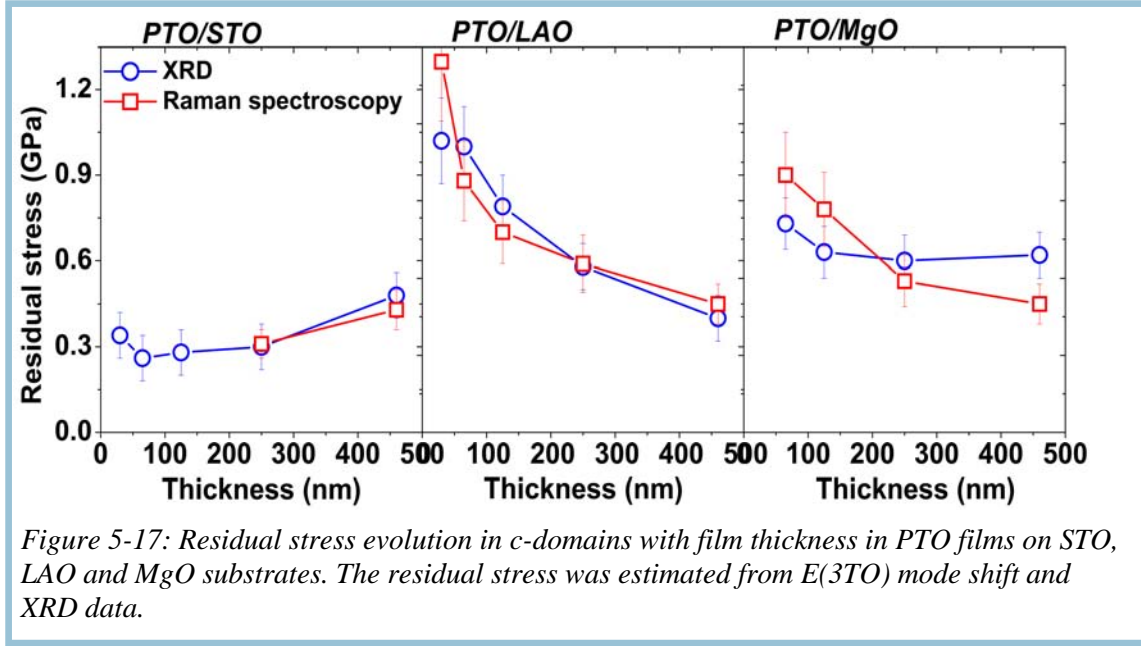 PTO/STO
PTO/LAO
PTO/MgO
XRD
Raman spectroscopy
Residual stress (GPa)
1.2
0.9
0.6
0.3
0.0
0 100 200 300 400 500
0 100 200 300 400 500
0 100 200 300 400 500
Thickness (nm) Thickness (nm) Thickness (nm)
Figure 5-17: Residual stress evolution in c-domains with film thickness in PTO films on STO,
LAO and MgO substrates. The residual stress was estimated from E(3TO) mode shift and
XRD data.